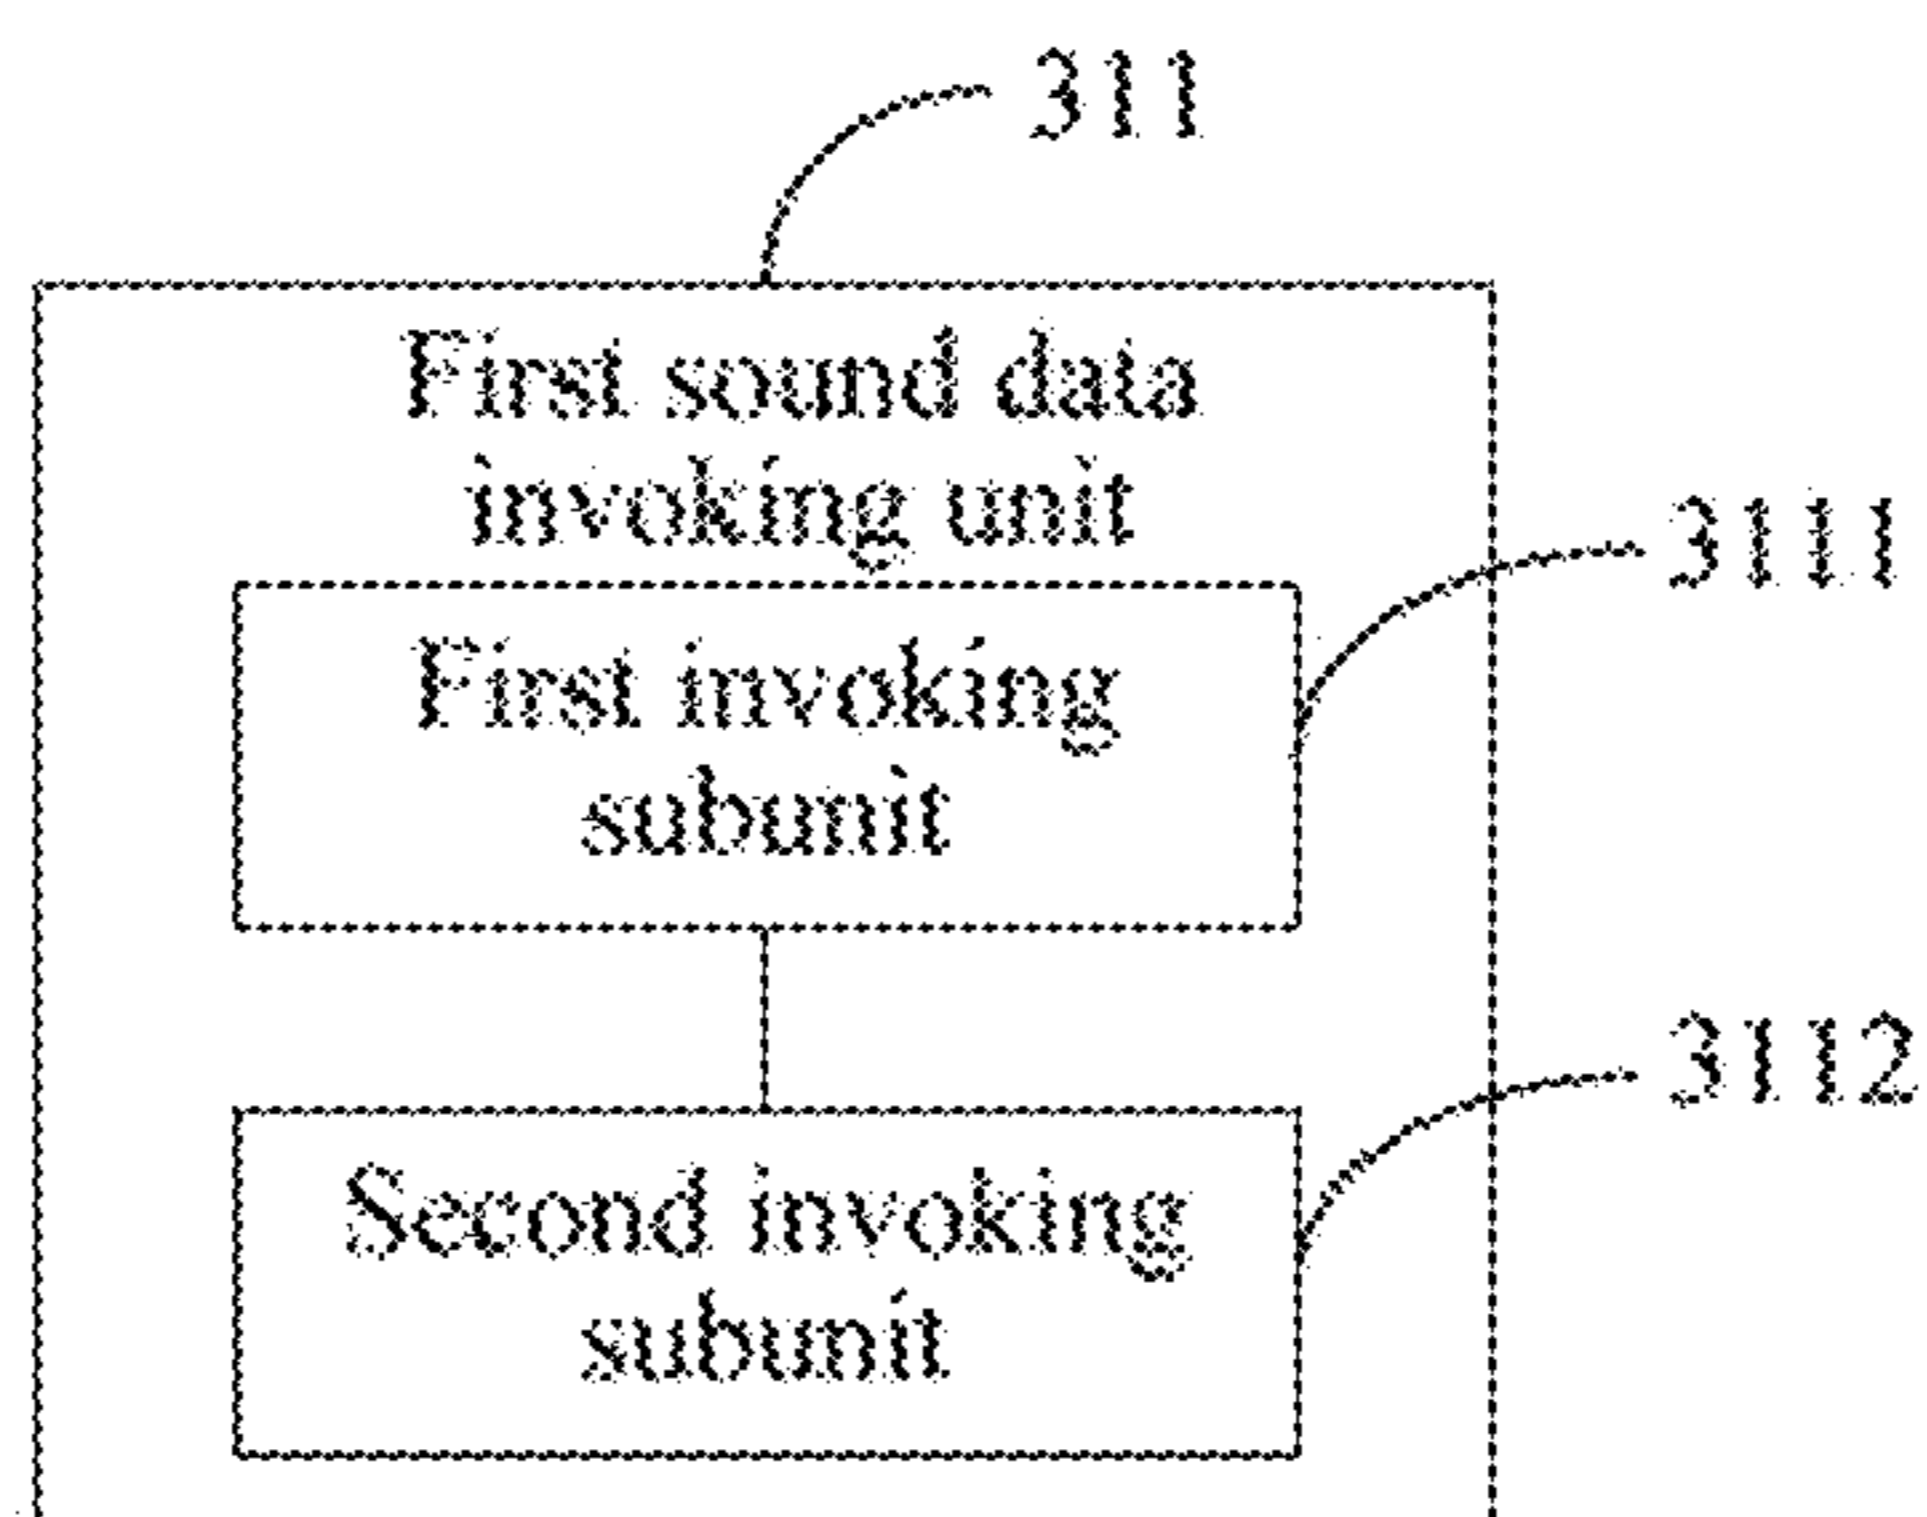 311
First sound data
invoking unit
3111
First invoking
subunit
3112
Second invoking
subunit